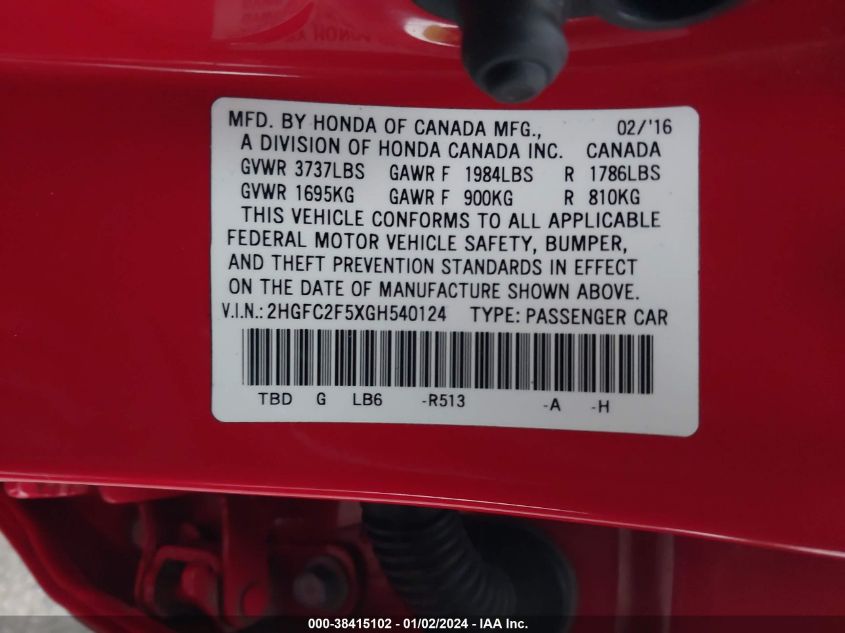 MFD. BY HONDA OF CANADA MFG., 02/'16
A DIVISION OF HONDA CANADA INC. CANADA
GVWR 3737LBS GAWR F 1984LBS R 1786LBS
GVWR 1695KG GAWR F 900KG R 810KG
THIS VEHICLE CONFORMS TO ALL APPLICABLE
FEDERAL MOTOR VEHICLE SAFETY, BUMPER,
AND THEFT PREVENTION STANDARDS IN EFFECT
ON THE DATE OF MANUFACTURE SHOWN ABOVE.
V.I.N.: 2HGFC2F5XGH540124 TYPE: PASSENGER CAR
TBD G LB6 -R513 -A -H
000-38415102 - 01/02/2024 - IAA Inc.